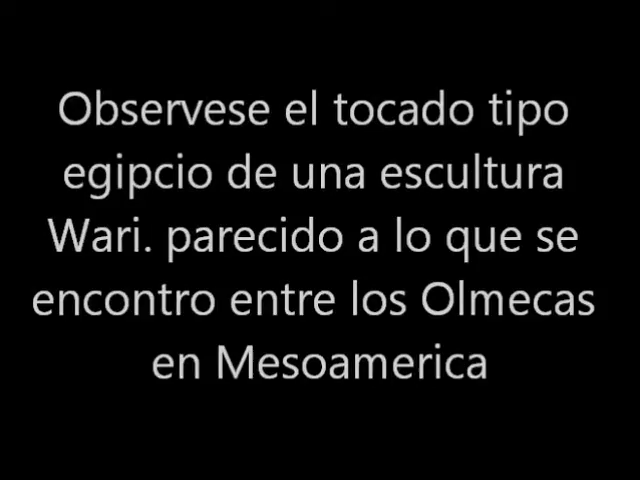 Observese el tocado tipo
egipcio de una escultura
Wari. parecido a lo que se
encontro entre los Olmecas
en Mesoamerica